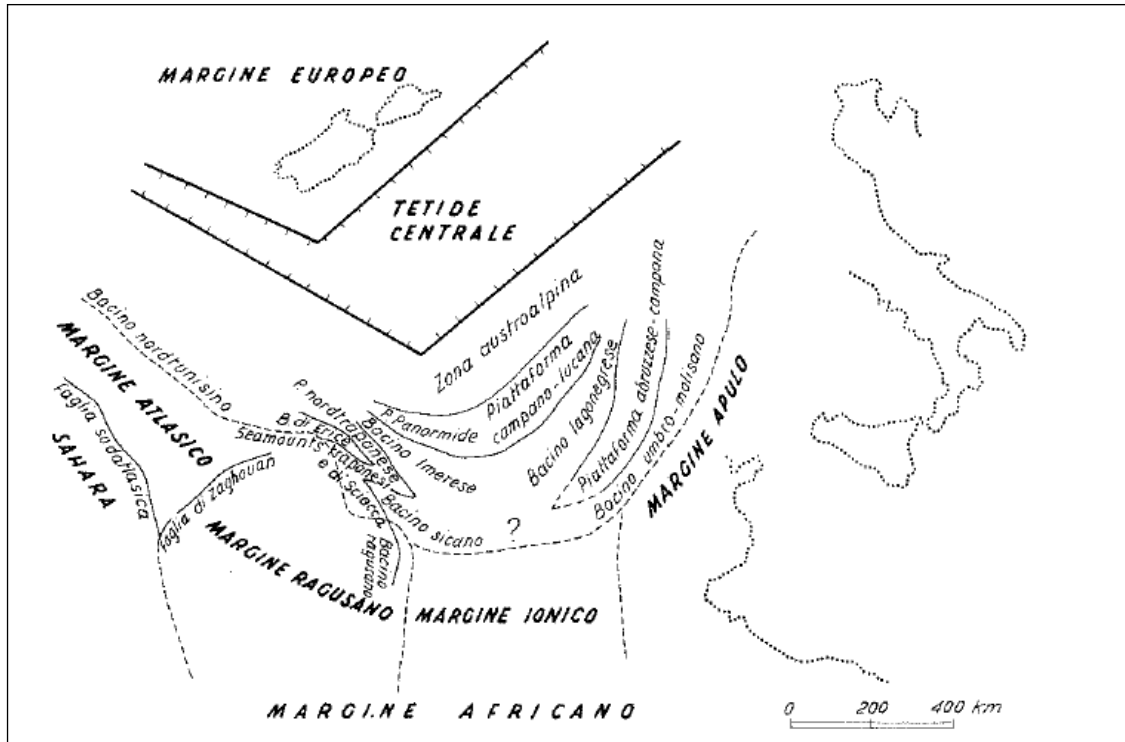 MARGINE EUROPEO
TETIDE
CENTRALE
Bacino nordtunisino
MARGINE ATLASICO
Faglia sudatlasica
SAHARA
Faglia di Zaghouan
P. nordtrapanese
B. di Erice
Seamounts trapanesi
e di Sciacca
P. Panormide
Bacino Imerese
Bacino sicano
?
Bacino
ragusano
Zona austroalpina
Piattaforma
campano-lucana
Bacino lagonegrese
Piattaforma abruzzese-campana
Bacino umbro-molisano
MARGINE APULO
MARGINE RAGUSANO
MARGINE IONICO
MARGINE AFRICANO
0 200 400 km